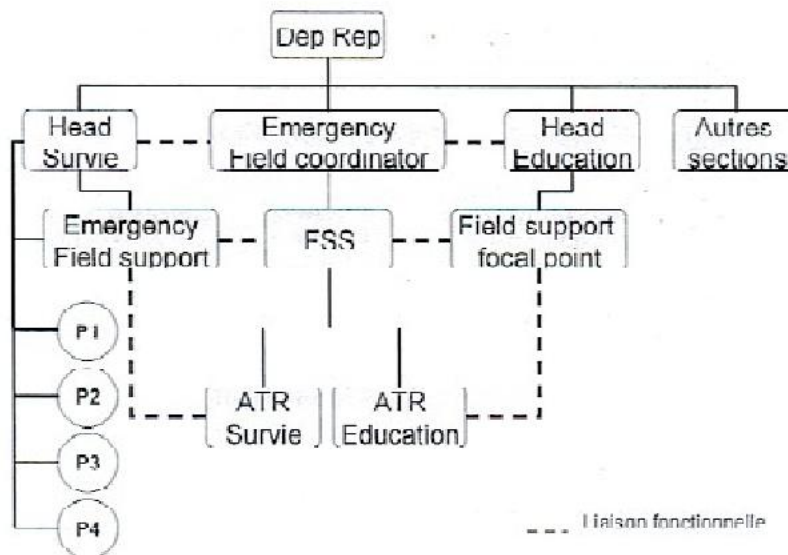 Dep Rep
Head
Survie
Emergency
Field coordinator
Head
Education
Autres
sections
Emergency
Field support
FSS
Field support
focal point
P1
P2
P3
P4
ATR
Survie
ATR
Education
Liaison fonctionnelle